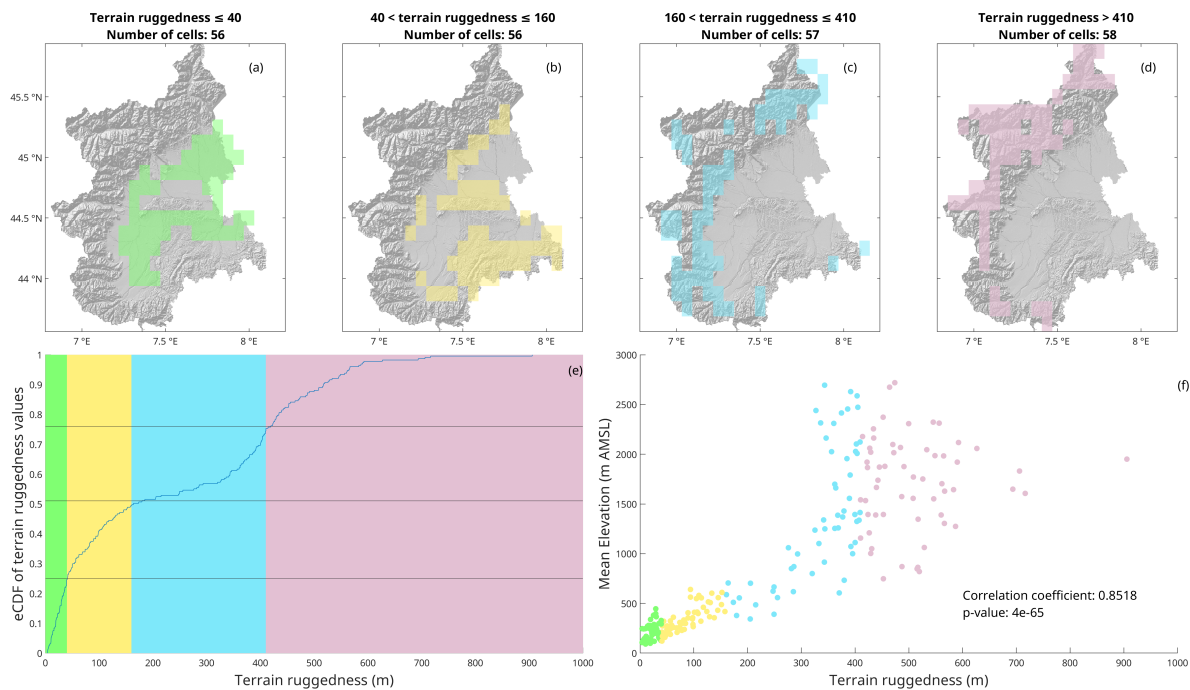 Terrain ruggedness ≤ 40
Number of cells: 56
40 < terrain ruggedness ≤ 160
Number of cells: 56
160 < terrain ruggedness ≤ 410
Number of cells: 57
Terrain ruggedness > 410
Number of cells: 58
(a)
(b)
(c)
(d)
45.5 °N
45 °N
44.5 °N
44 °N
7 °E 7.5 °E 8 °E
7 °E 7.5 °E 8 °E
7 °E 7.5 °E 8 °E
7 °E 7.5 °E 8 °E
(e)
eCDF of terrain ruggedness values
1
0.9
0.8
0.7
0.6
0.5
0.4
0.3
0.2
0.1
0
0 100 200 300 400 500 600 700 800 900 1000
Terrain ruggedness (m)
(f)
Mean Elevation (m AMSL)
3000
2500
2000
1500
1000
500
0
Correlation coefficient: 0.8518
p-value: 4e-65
0 100 200 300 400 500 600 700 800 900 1000
Terrain ruggedness (m)